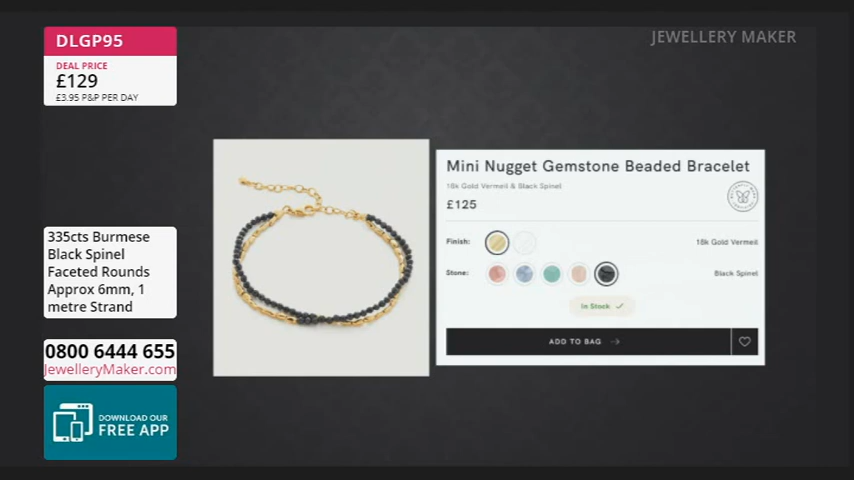 DLGP95
DEAL PRICE
£129
£3.95 P&P PER DAY
335cts Burmese
Black Spinel
Faceted Rounds
Approx 6mm, 1
metre Strand
0800 6444 655
JewelleryMaker.com
DOWNLOAD OUR
FREE APP
JEWELLERY MAKER
Mini Nugget Gemstone Beaded Bracelet
18k Gold Vermeil & Black Spinel
£125
Finish:
18k Gold Vermeil
Stone:
Black Spinel
In Stock
ADD TO BAG